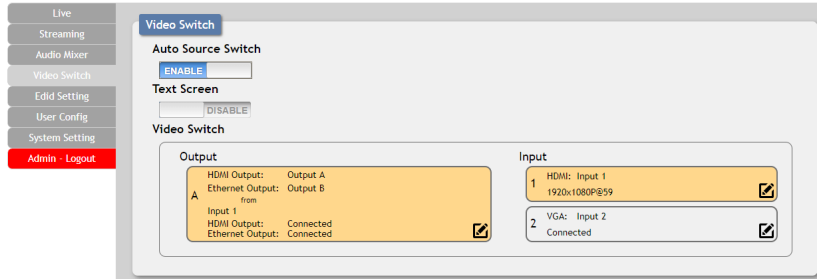 Live
Streaming
Audio Mixer
Video Switch
Edid Setting
User Config
System Setting
Admin - Logout
Video Switch
Auto Source Switch
ENABLE
Text Screen
DISABLE
Video Switch
Output
A
HDMI Output: Output A
Ethernet Output: Output B
from
Input 1
HDMI Output: Connected
Ethernet Output: Connected
Input
1
HDMI: Input 1
1920x1080P@59
2
VGA: Input 2
Connected